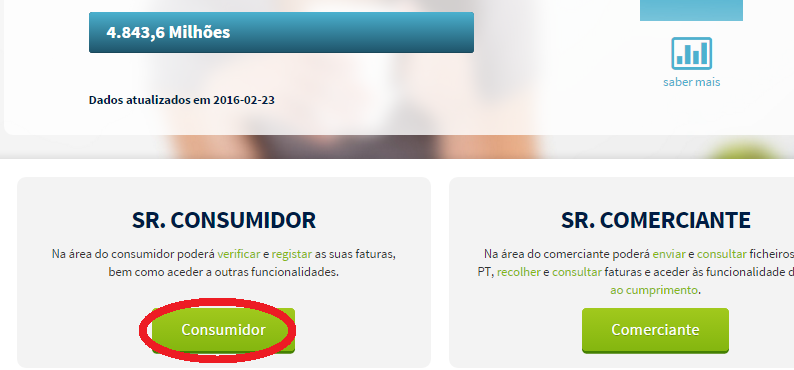 4.843,6 Milhões
saber mais
Dados atualizados em 2016-02-23
SR. CONSUMIDOR
Na área do consumidor poderá verificar e registar as suas faturas,
bem como aceder a outras funcionalidades.
Consumidor
SR. COMERCIANTE
Na área do comerciante poderá enviar e consultar ficheiros
PT, recolher e consultar faturas e aceder às funcionalidade d
ao cumprimento.
Comerciante